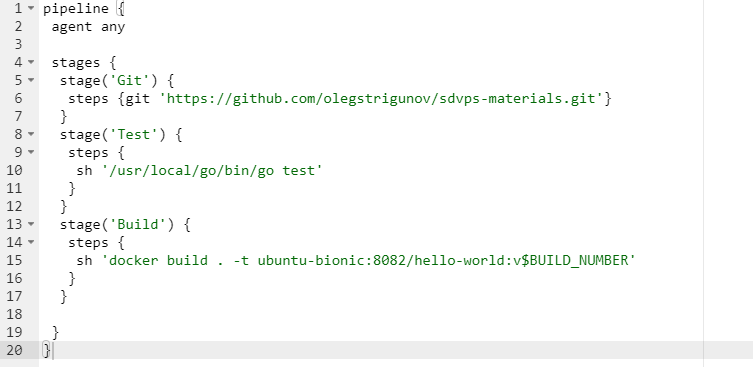 1 pipeline {
2  agent any
3
4  stages {
5   stage('Git') {
6    steps {git 'https://github.com/olegstrigunov/sdvps-materials.git'}
7   }
8   stage('Test') {
9    steps {
10     sh '/usr/local/go/bin/go test'
11    }
12   }
13   stage('Build') {
14    steps {
15     sh 'docker build . -t ubuntu-bionic:8082/hello-world:v$BUILD_NUMBER'
16    }
17   }
18
19  }
20 }